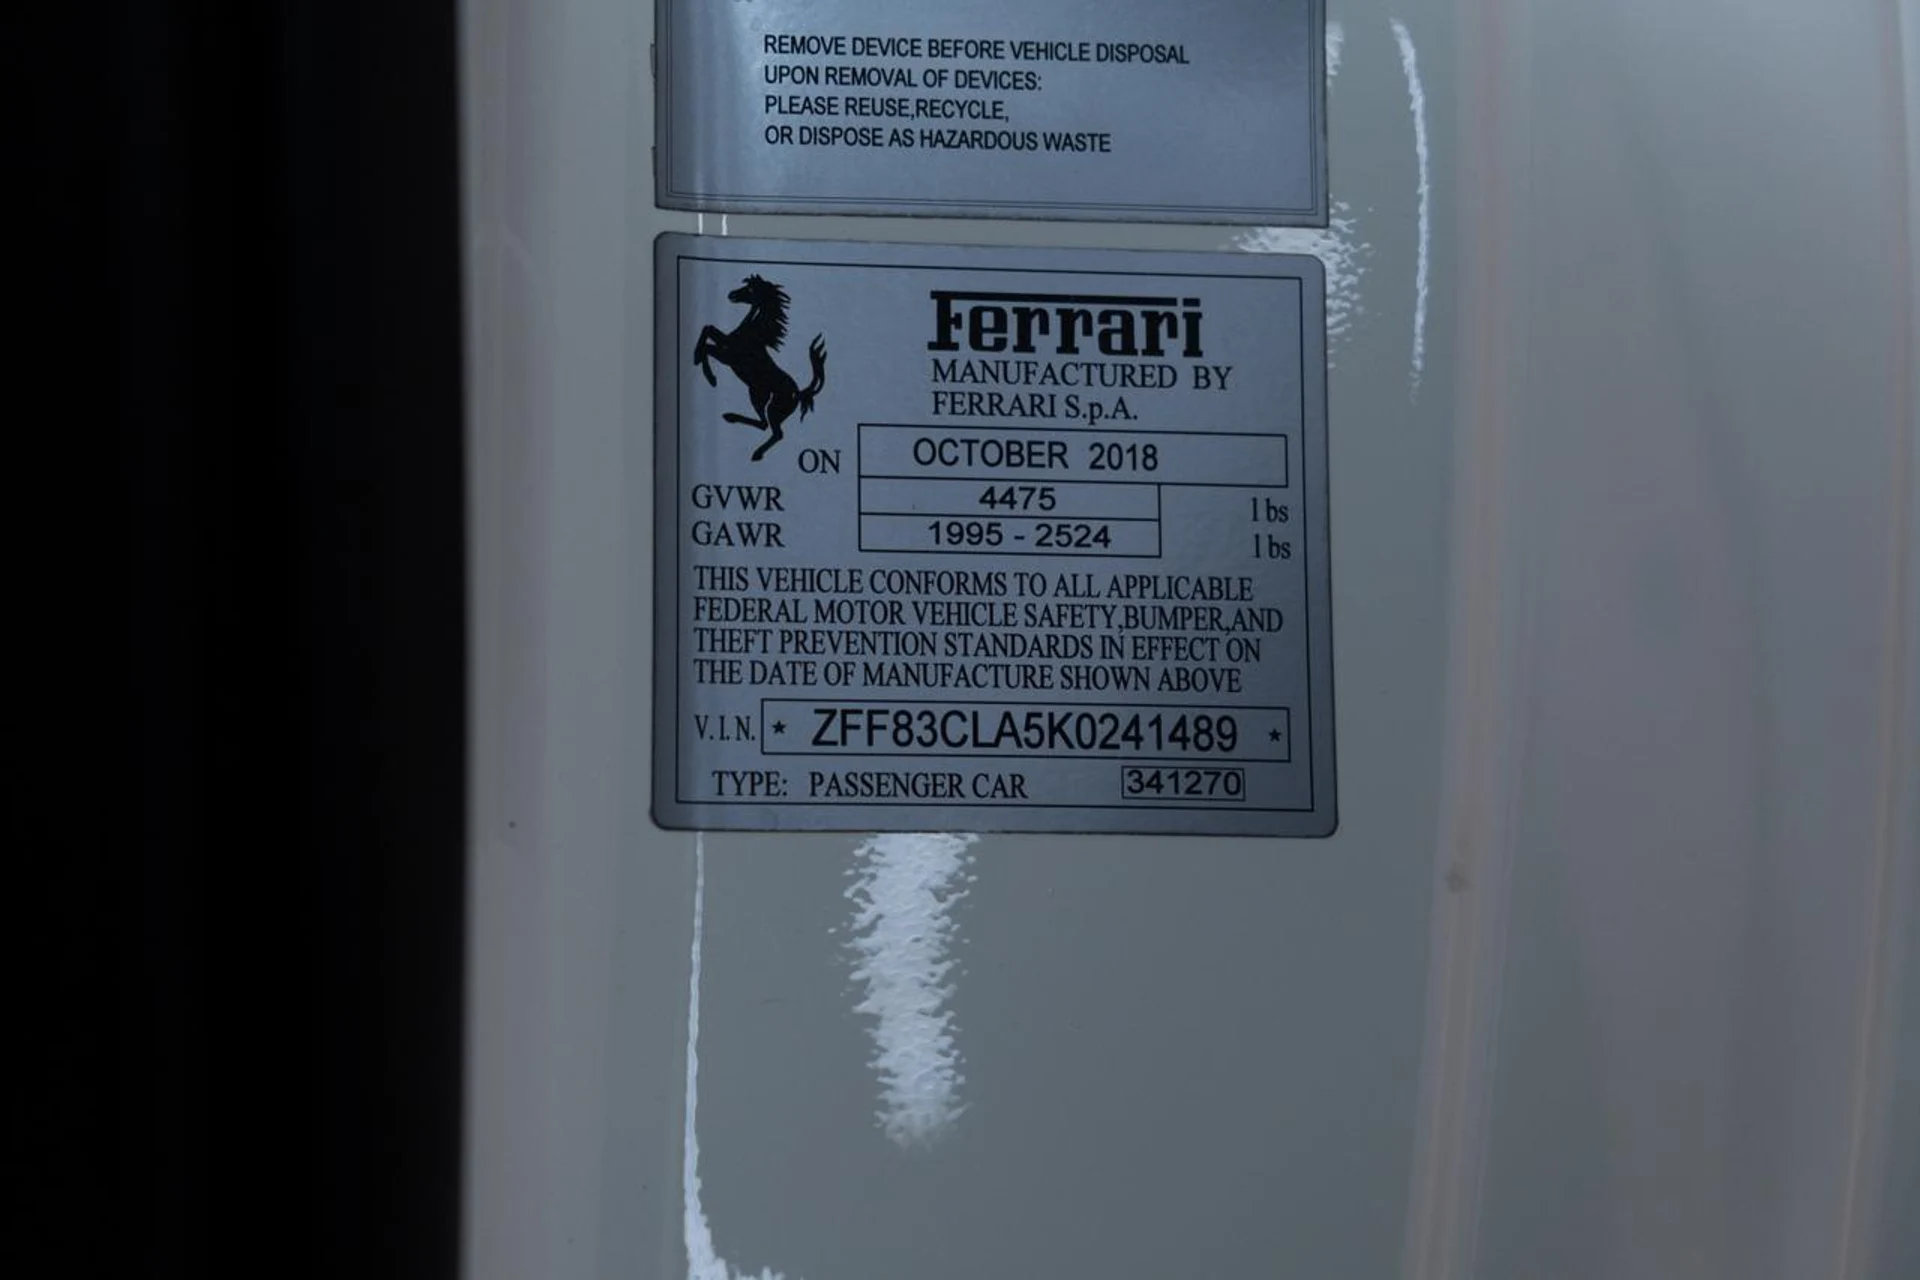 REMOVE DEVICE BEFORE VEHICLE DISPOSAL
UPON REMOVAL OF DEVICES:
PLEASE REUSE,RECYCLE,
OR DISPOSE AS HAZARDOUS WASTE
Ferrari
MANUFACTURED BY
FERRARI S.p.A.
ON OCTOBER 2018
GVWR 4475 lbs
GAWR 1995 - 2524 lbs
THIS VEHICLE CONFORMS TO ALL APPLICABLE
FEDERAL MOTOR VEHICLE SAFETY,BUMPER,AND
THEFT PREVENTION STANDARDS IN EFFECT ON
THE DATE OF MANUFACTURE SHOWN ABOVE
V.I.N. * ZFF83CLA5K0241489 *
TYPE: PASSENGER CAR 341270